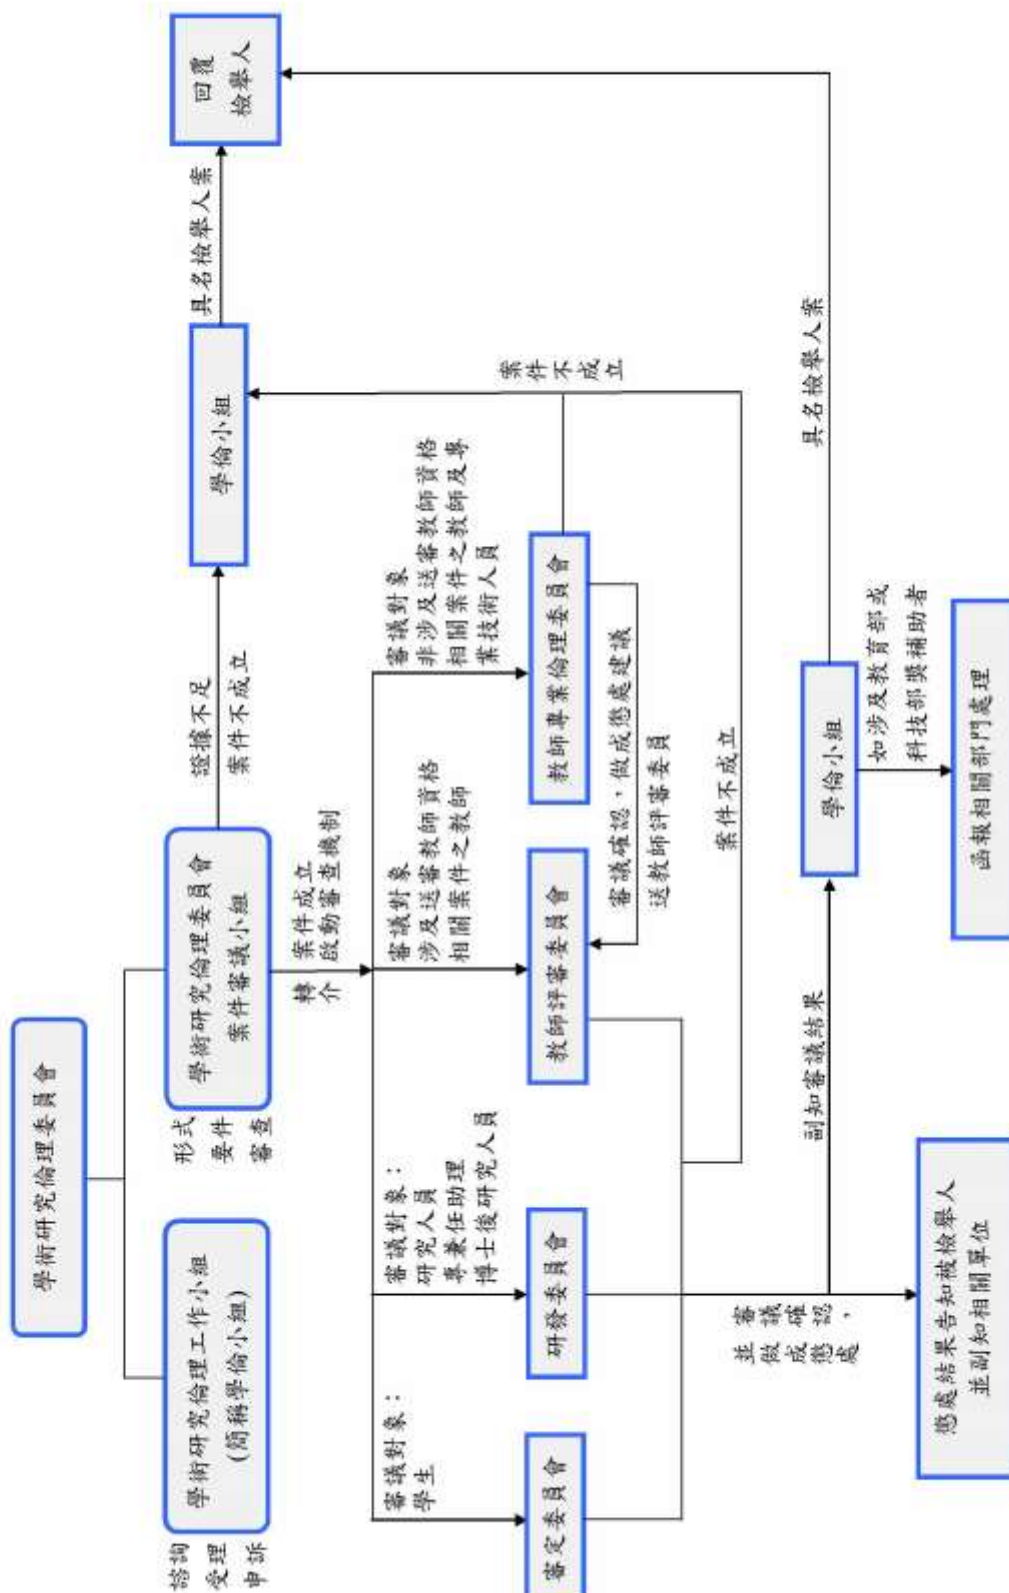 學術研究倫理委員會
諮詢
受理
申訴
學術研究倫理工作小組
(簡稱學倫小組)
形式
要件
審查
學術研究倫理委員會
案件審議小組
證據不足
案件不成立
學倫小組
具名檢舉人案
回覆
檢舉人
轉介
案件成立
啟動審查機制
審議對象：
學生
審議對象：
研究人員
專兼任助理
博士後研究人員
審議對象
涉及送審教師資格
相關案件之教師
審議對象
非涉及送審教師資格
相關案件之教師及專
業技術人員
案件不成立
審定委員會
研發委員會
教師評審委員會
教師專業倫理委員會
審議確認，做成懲處建議
送教師評審委員
案件不成立
審議確認，
並做成懲處
副知審議結果
學倫小組
具名檢舉人案
如涉及教育部或
科技部獎補助者
懲處結果告知被檢舉人
並副知相關單位
函報相關部門處理